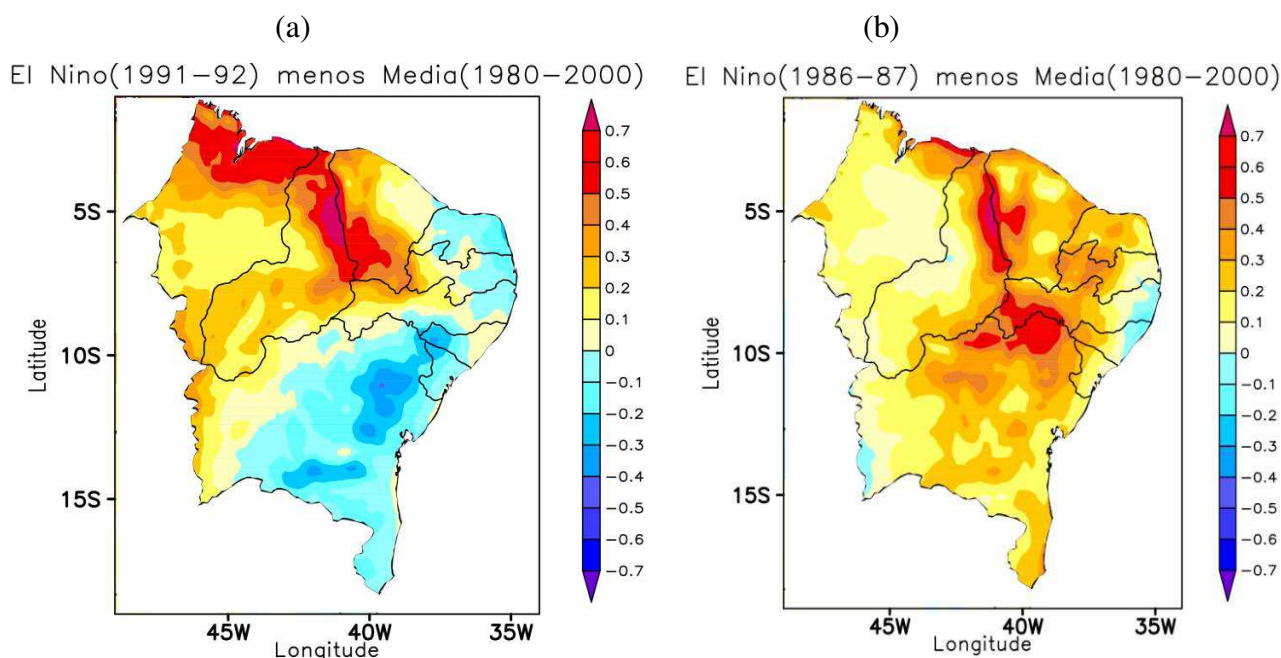 (a)
El Nino(1991-92) menos Media(1980-2000)
0.7
0.6
0.5
0.4
0.3
0.2
0.1
0
-0.1
-0.2
-0.3
-0.4
-0.5
-0.6
-0.7
5S
10S
15S
Latitude
45W
40W
35W
Longitude
(b)
El Nino(1986-87) menos Media(1980-2000)
0.7
0.6
0.5
0.4
0.3
0.2
0.1
0
-0.1
-0.2
-0.3
-0.4
-0.5
-0.6
-0.7
5S
10S
15S
Latitude
45W
40W
35W
Longitude